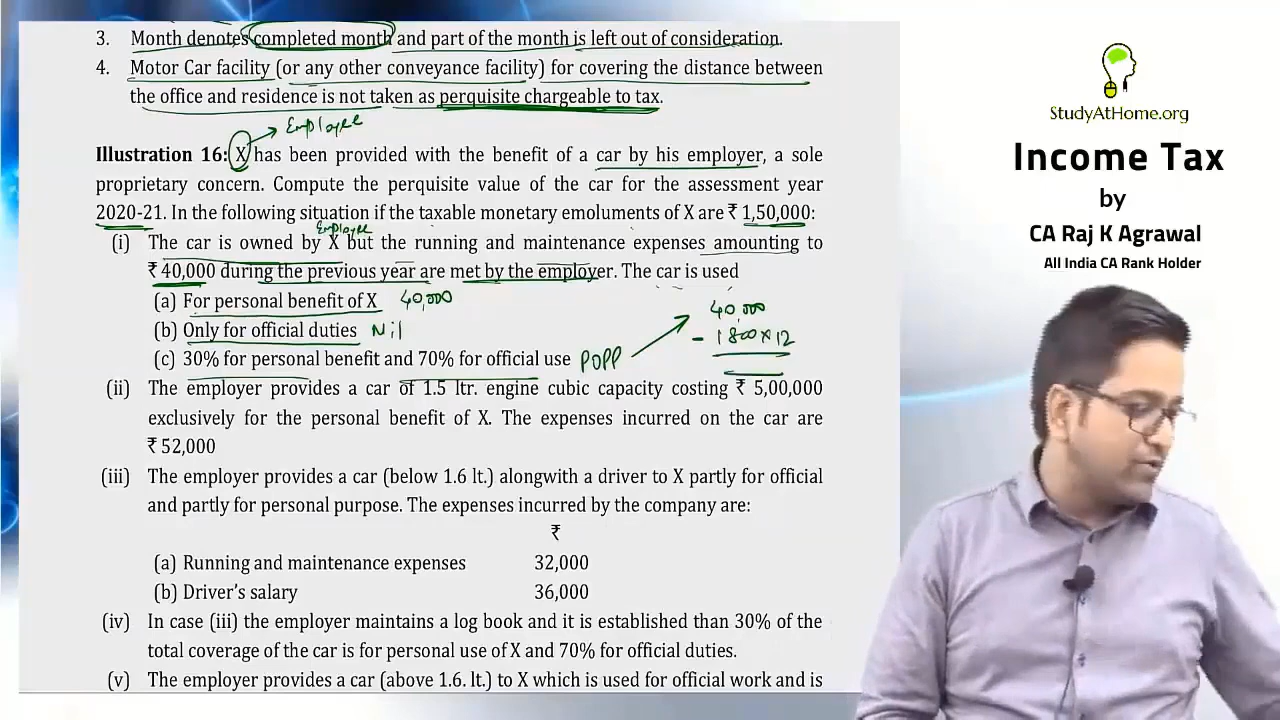 3. Month denotes completed month and part of the month is left out of consideration.
4. Motor Car facility (or any other conveyance facility) for covering the distance between
the office and residence is not taken as perquisite chargeable to tax.
Employee
Illustration 16: X has been provided with the benefit of a car by his employer, a sole
proprietary concern. Compute the perquisite value of the car for the assessment year
2020-21. In the following situation if the taxable monetary emoluments of X are ₹ 1,50,000:
Employee
(i) The car is owned by X but the running and maintenance expenses amounting to
₹ 40,000 during the previous year are met by the employer. The car is used
(a) For personal benefit of X 40,000
(b) Only for official duties Nil
(c) 30% for personal benefit and 70% for official use POPP
40,000
- 1800 x 12
(ii) The employer provides a car of 1.5 ltr. engine cubic capacity costing ₹ 5,00,000
exclusively for the personal benefit of X. The expenses incurred on the car are
₹ 52,000
(iii) The employer provides a car (below 1.6 lt.) alongwith a driver to X partly for official
and partly for personal purpose. The expenses incurred by the company are:
₹
(a) Running and maintenance expenses 32,000
(b) Driver's salary 36,000
(iv) In case (iii) the employer maintains a log book and it is established than 30% of the
total coverage of the car is for personal use of X and 70% for official duties.
(v) The employer provides a car (above 1.6. lt.) to X which is used for official work and is
StudyAtHome.org
Income Tax
by
CA Raj K Agrawal
All India CA Rank Holder